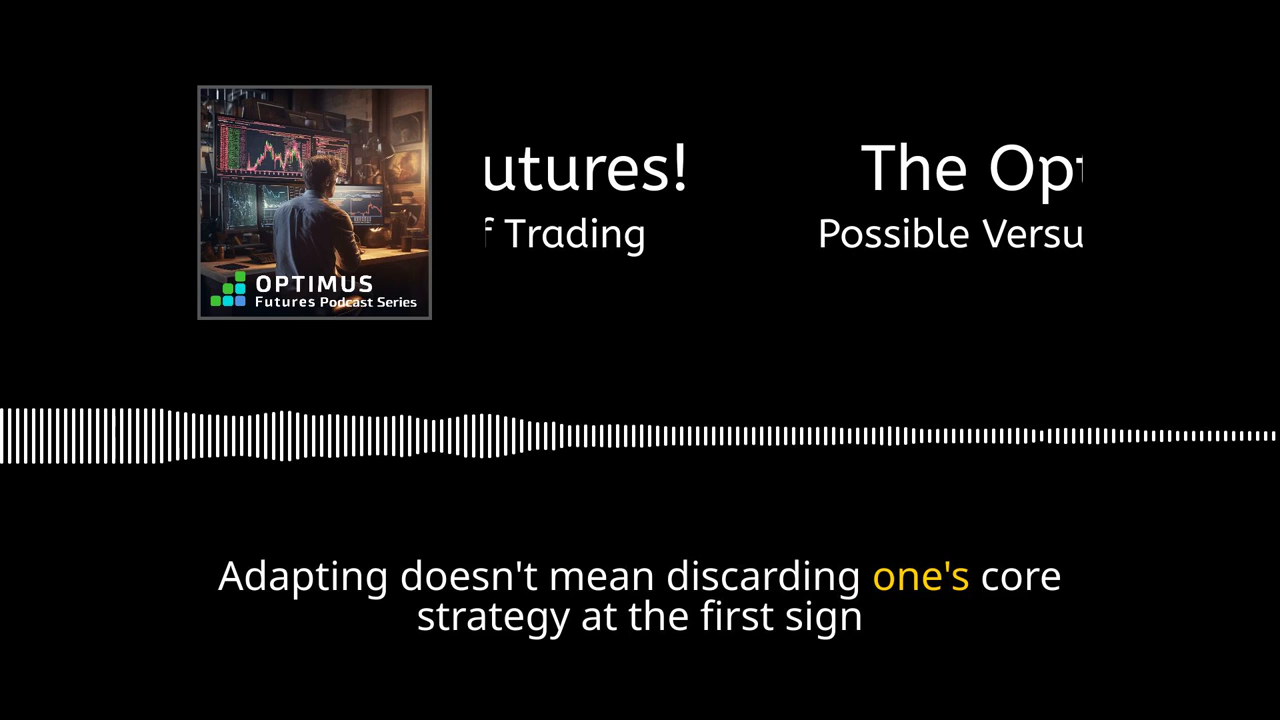 OPTIMUS
Futures Podcast Series
utures! The Op
f Trading Possible Versu
Adapting doesn't mean discarding one's core
strategy at the first sign